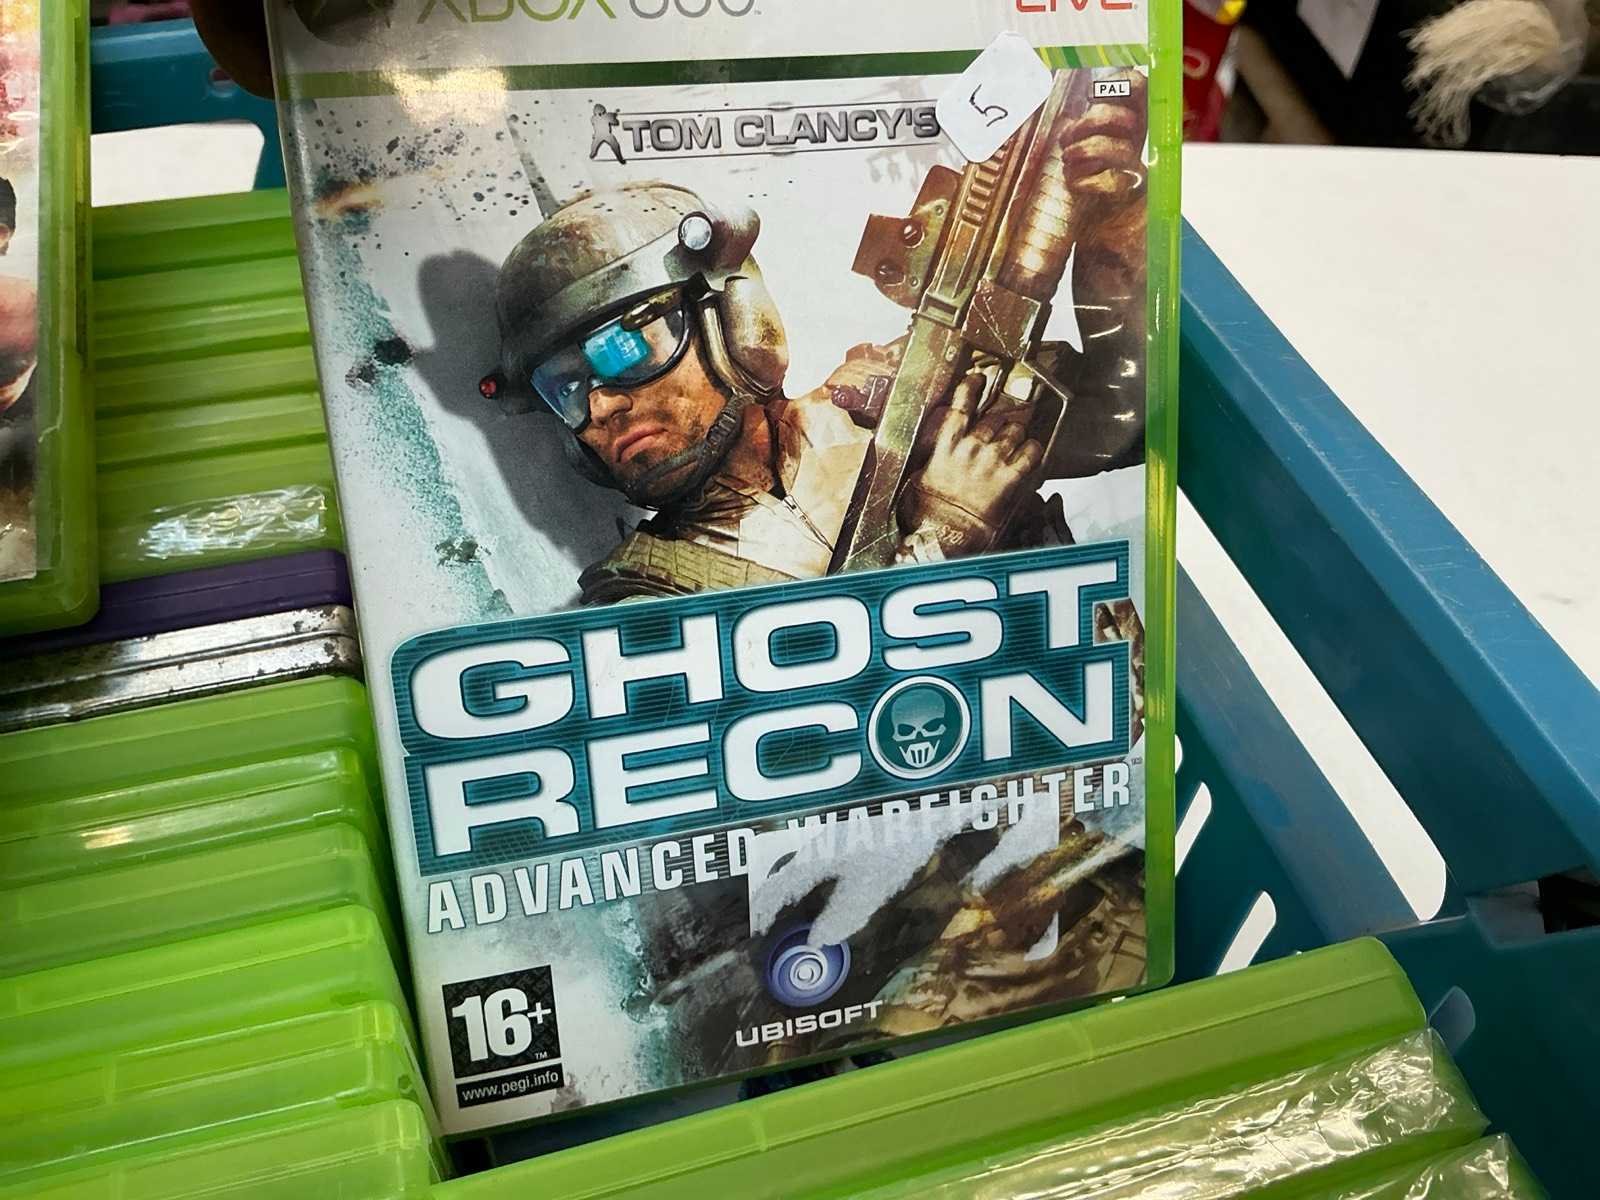 XBOX 360
LIVE
PAL
5
TOM CLANCY'S
GHOST
RECON
ADVANCED WARFIGHTER
16+
www.pegi.info
UBISOFT